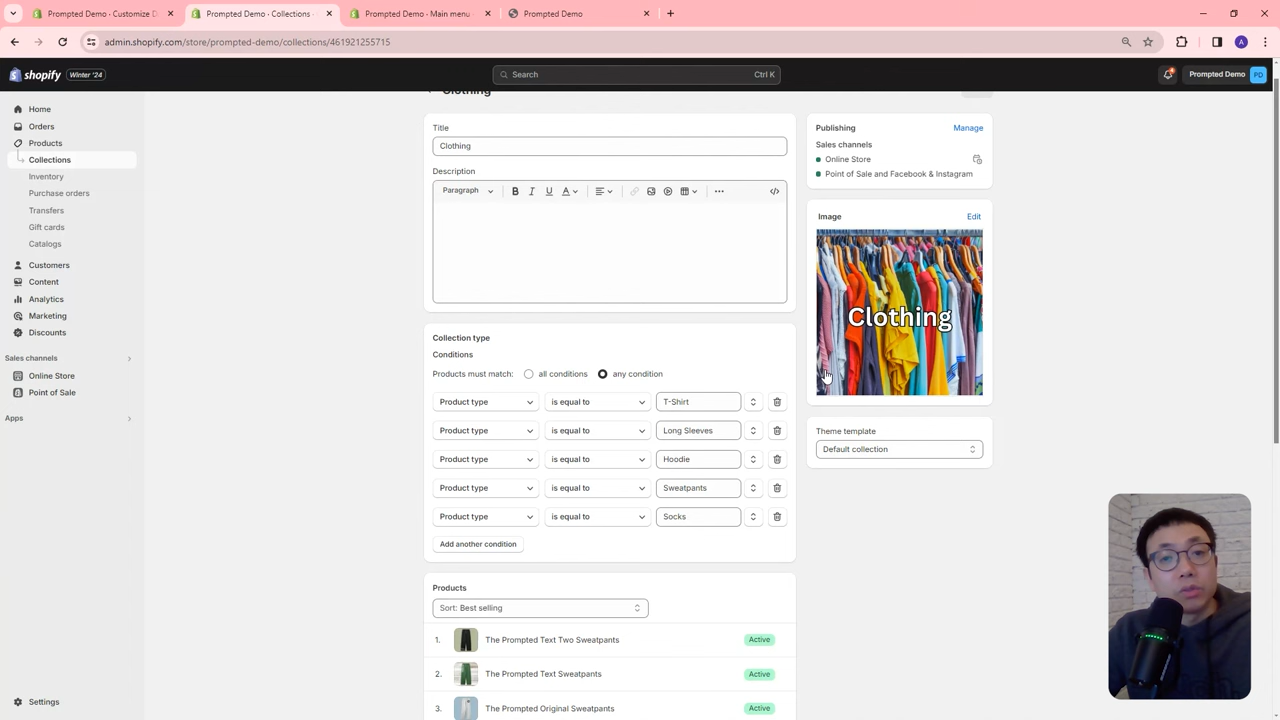 Prompted Demo · Customize D
Prompted Demo · Collections ·
Prompted Demo · Main menu ·
Prompted Demo
admin.shopify.com/store/prompted-demo/collections/461921255715
shopify
Winter '24
Search
Ctrl K
Prompted Demo
PD
A
Home
Orders
Products
Collections
Inventory
Purchase orders
Transfers
Gift cards
Catalogs
Customers
Content
Analytics
Marketing
Discounts
Sales channels
Online Store
Point of Sale
Apps
Settings
Clothing
Title
Clothing
Description
Paragraph
B I U A
Collection type
Conditions
Products must match: all conditions any condition
Product type is equal to T-Shirt
Product type is equal to Long Sleeves
Product type is equal to Hoodie
Product type is equal to Sweatpants
Product type is equal to Socks
Add another condition
Products
Sort: Best selling
1. The Prompted Text Two Sweatpants Active
2. The Prompted Text Sweatpants Active
3. The Prompted Original Sweatpants Active
Publishing
Manage
Sales channels
Online Store
Point of Sale and Facebook & Instagram
Image
Edit
Clothing
Theme template
Default collection